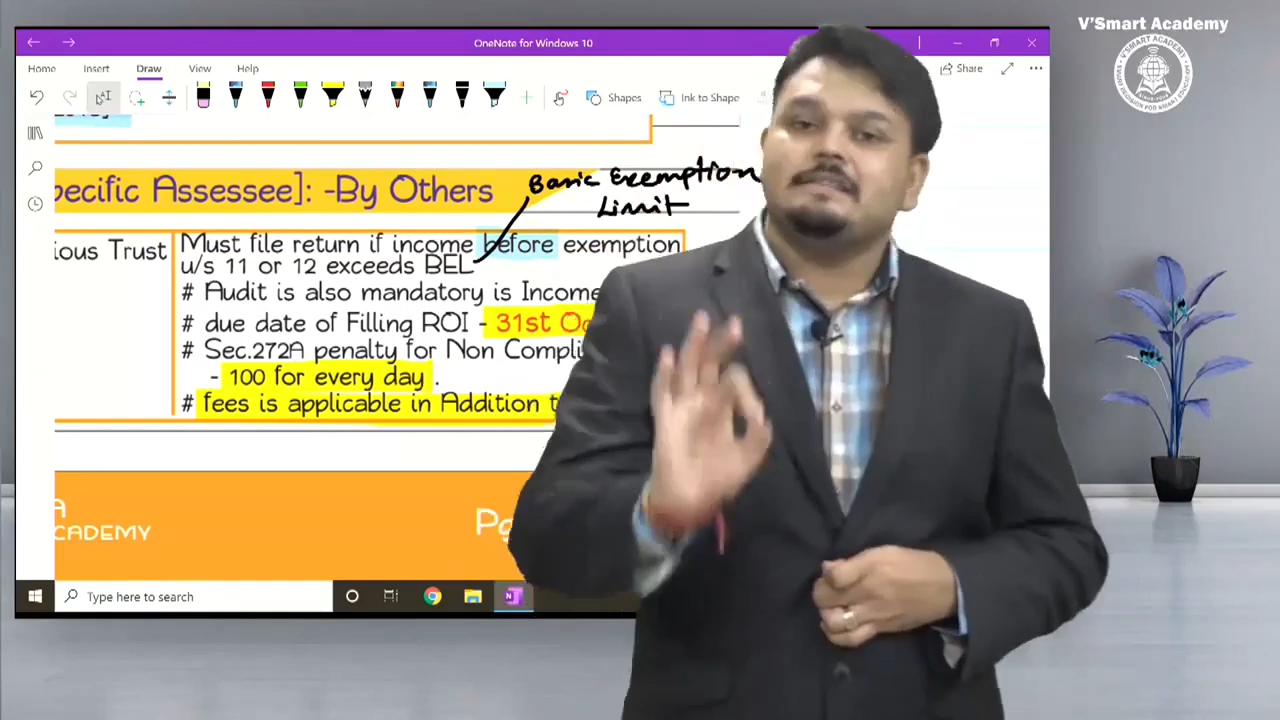 V'Smart Academy
OneNote for Windows 10
Home Insert Draw View Help
Share
Shapes
Ink to Shape
pecific Assessee]: -By Others
Basic Exemption
Limit
ious Trust
Must file return if income before exemption
u/s 11 or 12 exceeds BEL
# Audit is also mandatory is Income
# due date of Filling ROI - 31st Oc
# Sec.272A penalty for Non Compli
- 100 for every day .
# fees is applicable in Addition t
A
CADEMY
Pg
Type here to search